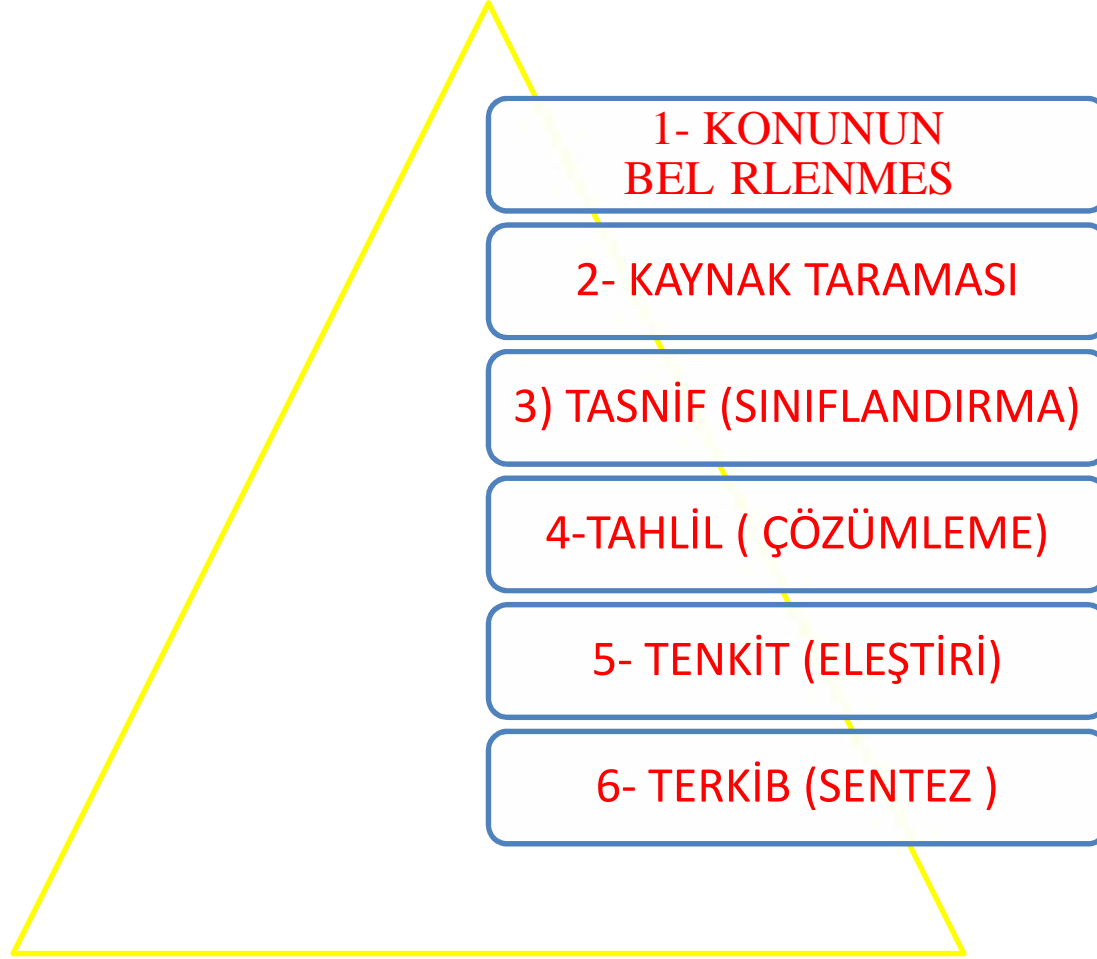 1- KONUNUN
BEL RLENMES
2- KAYNAK TARAMASI
3) TASNİF (SINIFLANDIRMA)
4-TAHLİL ( ÇÖZÜMLEME)
5- TENKİT (ELEŞTİRİ)
6- TERKİB (SENTEZ )